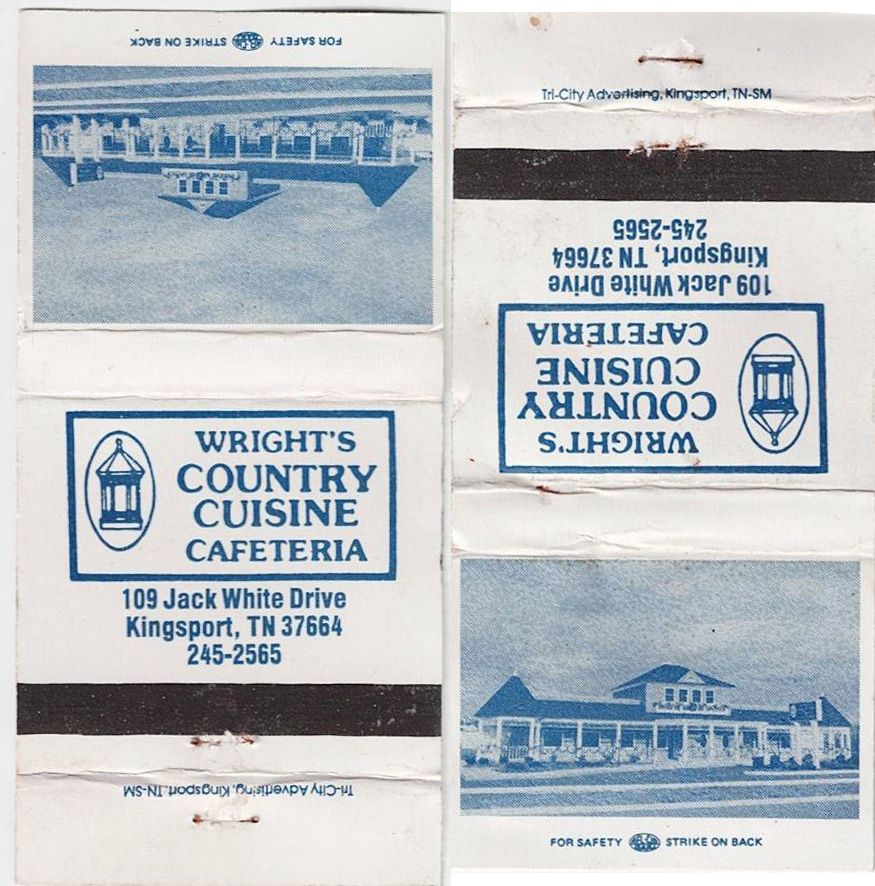 FOR SAFETY STRIKE ON BACK
WRIGHT'S
COUNTRY
CUISINE
CAFETERIA
109 Jack White Drive
Kingsport, TN 37664
245-2565
Tri-City Advertising, Kingsport, TN-SM
Tri-City Advertising, Kingsport, TN-SM
109 Jack White Drive
Kingsport, TN 37664
245-2565
WRIGHT'S
COUNTRY
CUISINE
CAFETERIA
FOR SAFETY STRIKE ON BACK